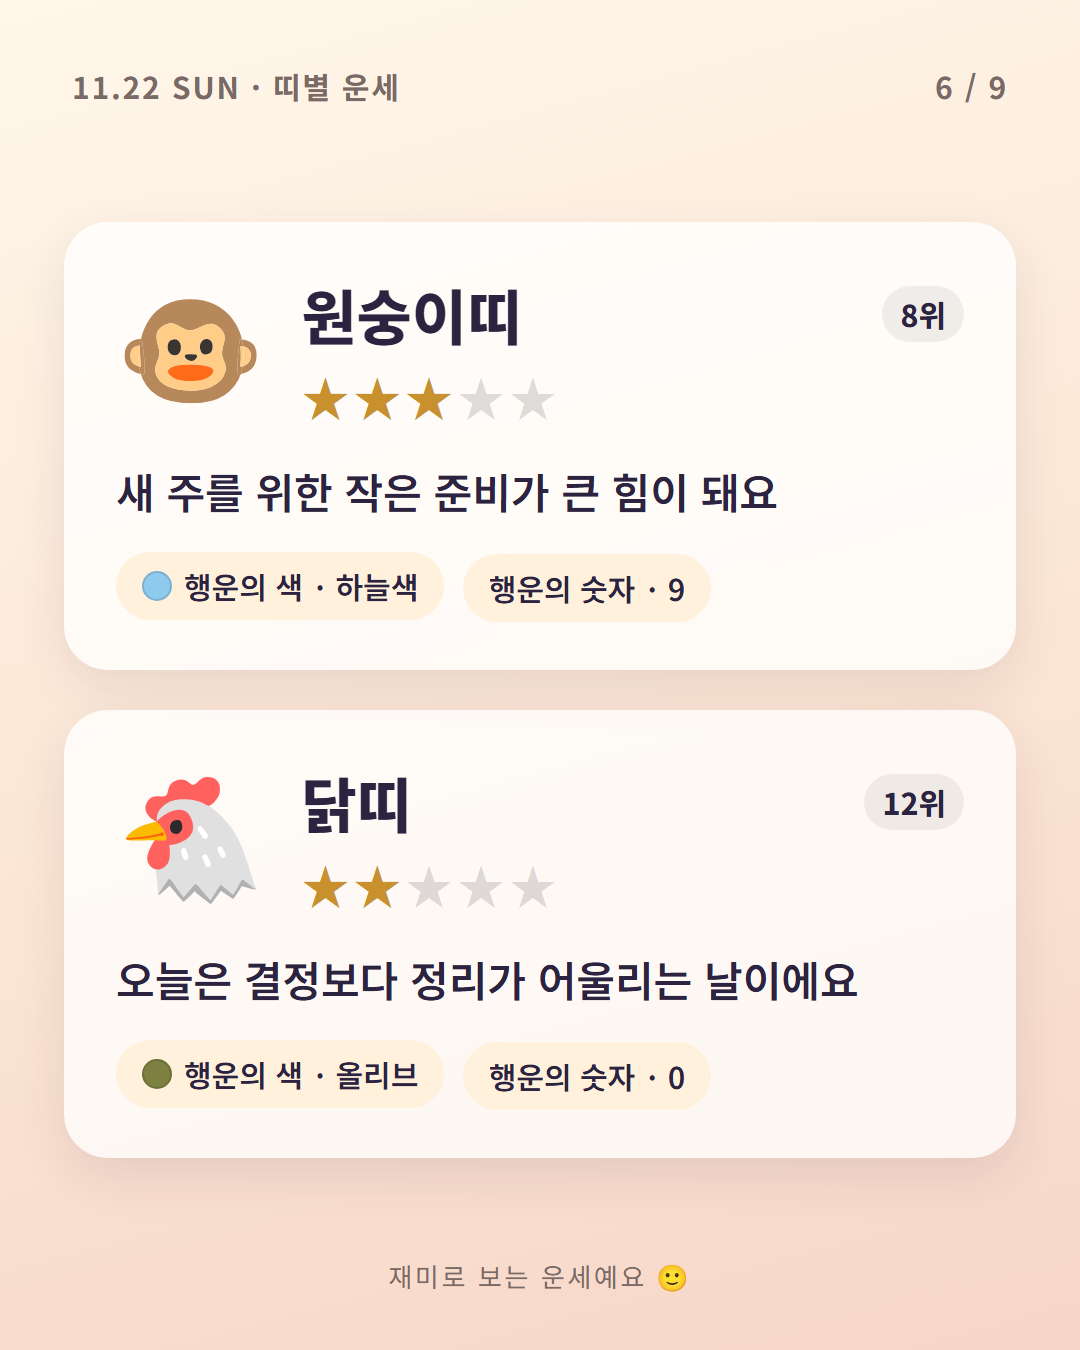 11.22 SUN · 띠별 운세
6 / 9
원숭이띠
8위
★★★★★
새 주를 위한 작은 준비가 큰 힘이 돼요
행운의 색 · 하늘색
행운의 숫자 · 9
닭띠
12위
★★★★★
오늘은 결정보다 정리가 어울리는 날이에요
행운의 색 · 올리브
행운의 숫자 · 0
재미로 보는 운세예요 🙂